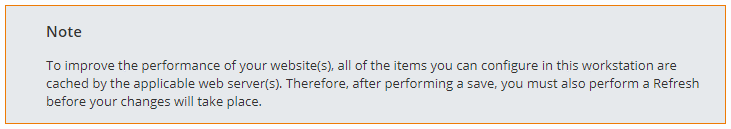 Note
To improve the performance of your website(s), all of the items you can configure in this workstation are
cached by the applicable web server(s). Therefore, after performing a save, you must also perform a Refresh
before your changes will take place.